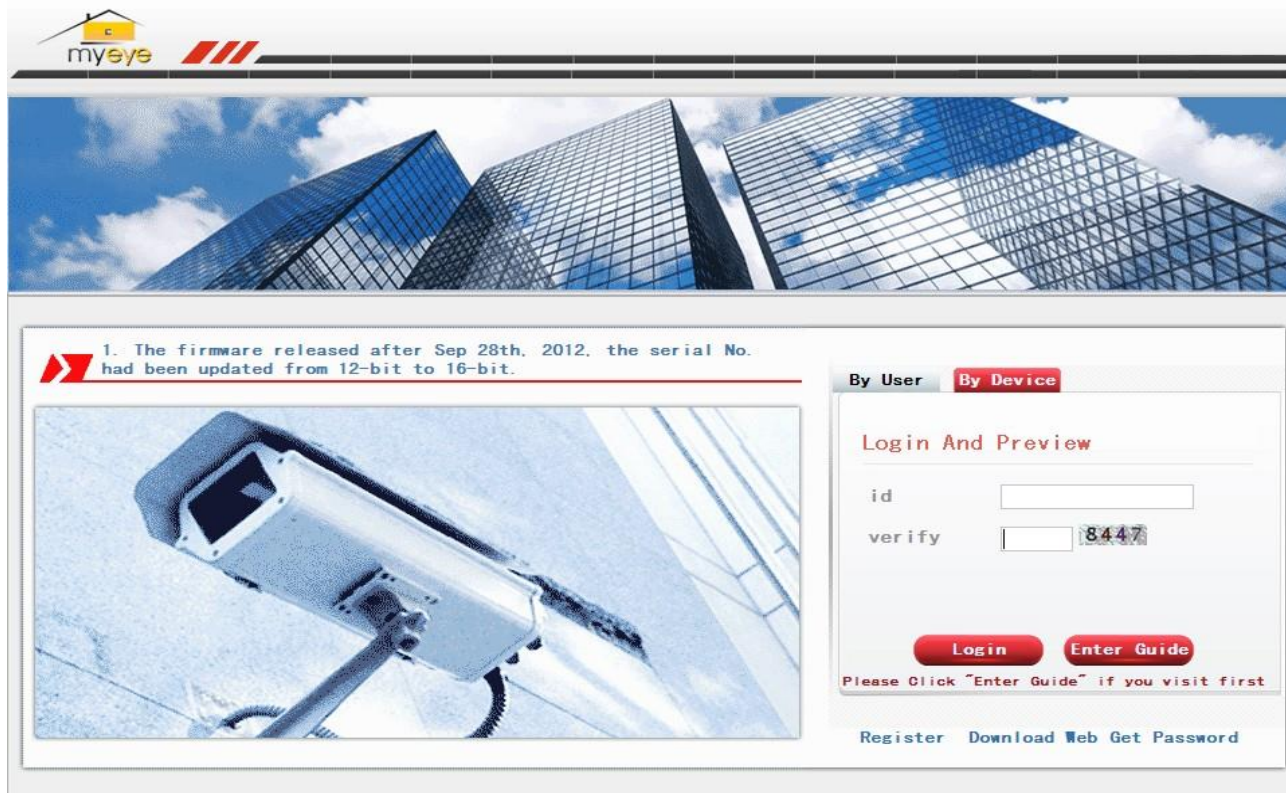 c
myeye
1. The firmware released after Sep 28th, 2012, the serial No.
had been updated from 12-bit to 16-bit.
By User By Device
Login And Preview
id
verify 8447
Login Enter Guide
Please Click "Enter Guide" if you visit first
Register Download Web Get Password